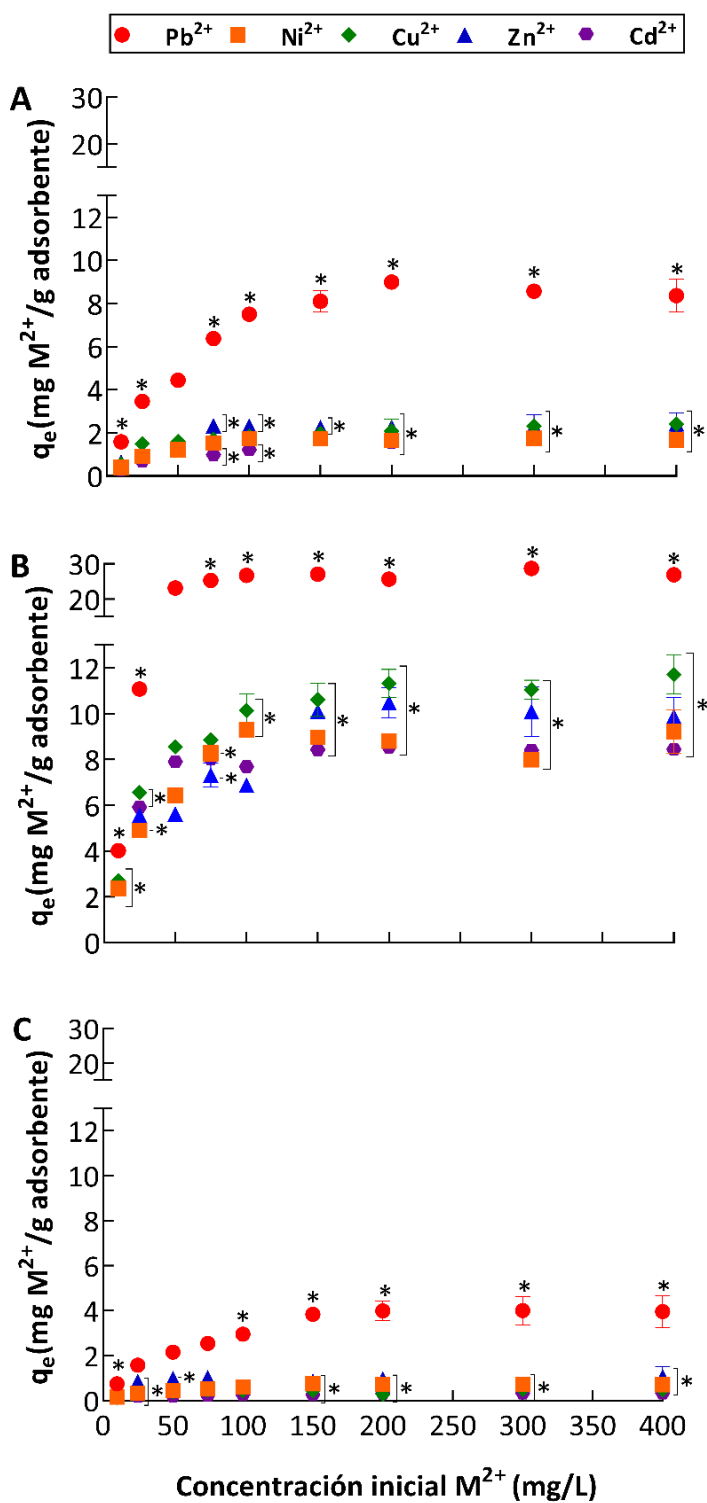 Pb²⁺ Ni²⁺ Cu²⁺ Zn²⁺ Cd²⁺
A
30
20
12
10
8
6
4
2
0
qₑ(mg M²⁺/g adsorbente)
* * * * * * * *
* * * * * *
* *
B
30
20
12
10
8
6
4
2
0
qₑ(mg M²⁺/g adsorbente)
* * * * * * * *
* * * * * * * * * *
C
30
20
12
10
8
6
4
2
0
qₑ(mg M²⁺/g adsorbente)
* * * * * *
* * * * * *
0 50 100 150 200 250 300 350 400
Concentración inicial M²⁺ (mg/L)